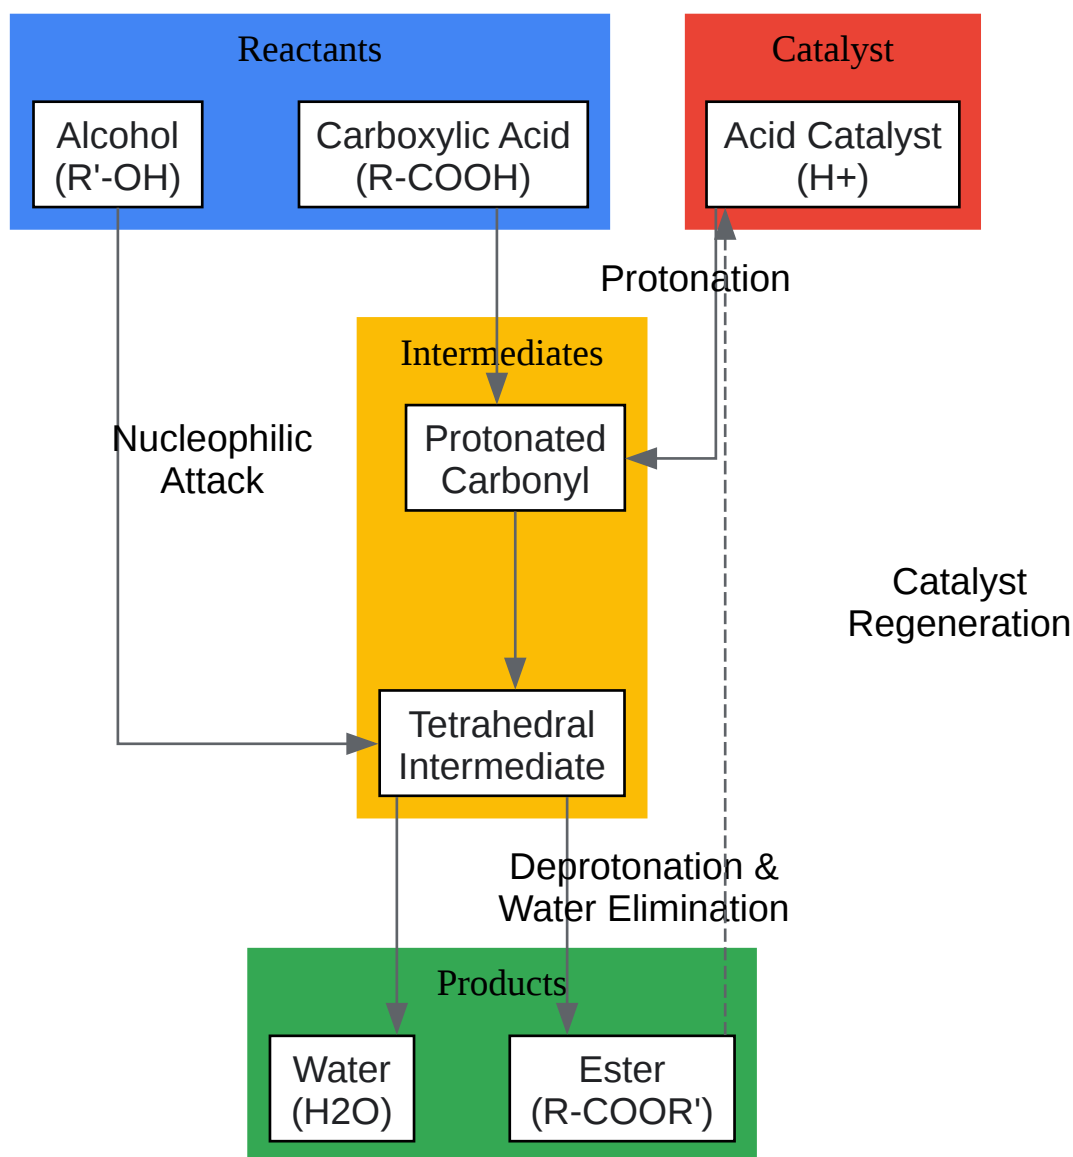 Reactants
Catalyst
Alcohol
(R'-OH)
Carboxylic Acid
(R-COOH)
Acid Catalyst
(H+)
Protonation
Intermediates
Nucleophilic
Attack
Protonated
Carbonyl
Catalyst
Regeneration
Tetrahedral
Intermediate
Deprotonation &
Water Elimination
Products
Water
(H2O)
Ester
(R-COOR')